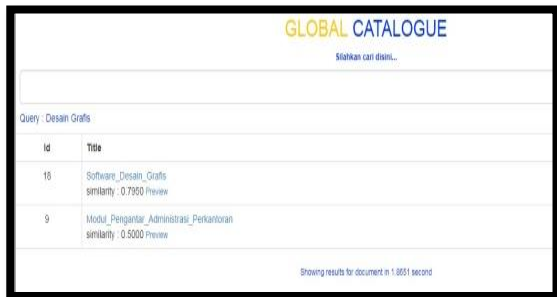 GLOBAL CATALOGUE
Silahkan cari disini...
Query : Desain Grafis
Id Title
18 Software_Desain_Grafis
similarity : 0.7950 Preview
9 Modul_Pengantar_Administrasi_Perkantoran
similarity : 0.5000 Preview
Showing results for document in 1.8651 second